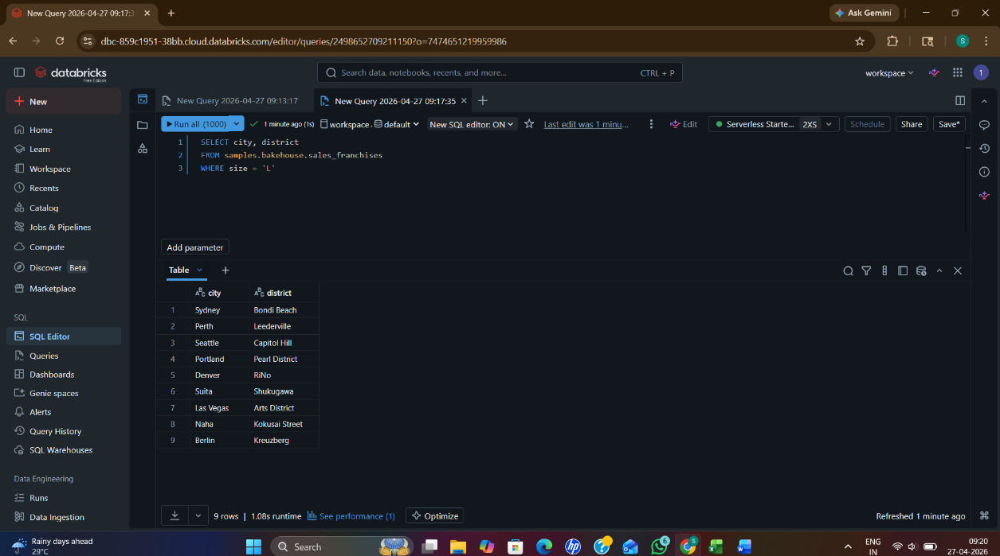 New Query 2026-04-27 09:17:3
Ask Gemini
dbc-859c1951-38bb.cloud.databricks.com/editor/queries/2498652709211150?o=7474651219959986
S
databricks
Free Edition
Search data, notebooks, recents, and more... CTRL + P
workspace
1
New
Home
Learn
Workspace
Recents
Catalog
Jobs & Pipelines
Compute
Discover Beta
Marketplace
SQL
SQL Editor
Queries
Dashboards
Genie spaces
Alerts
Query History
SQL Warehouses
Data Engineering
Runs
Data Ingestion
New Query 2026-04-27 09:13:17
New Query 2026-04-27 09:17:35
Run all (1000) 1 minute ago (1s) workspace. default New SQL editor: ON Last edit was 1 minu... Edit Serverless Starte... 2XS Schedule Share Save*
1 SELECT city, district
2 FROM samples.bakehouse.sales_franchises
3 WHERE size = 'L'
Add parameter
Table
city district
1 Sydney Bondi Beach
2 Perth Leederville
3 Seattle Capitol Hill
4 Portland Pearl District
5 Denver RiNo
6 Suita Shukugawa
7 Las Vegas Arts District
8 Naha Kokusai Street
9 Berlin Kreuzberg
9 rows | 1.08s runtime See performance (1) Optimize Refreshed 1 minute ago
Rainy days ahead
29°C
Search
hp
6
S
ENG
IN
09:20
27-04-2026